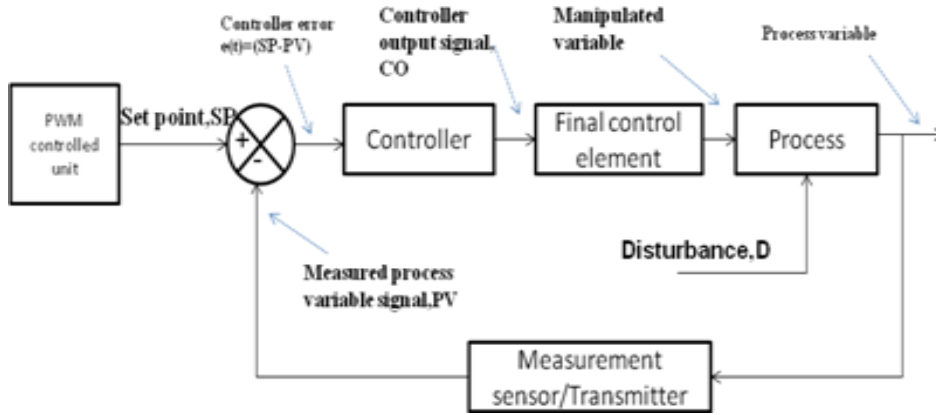 Controller error
e(t)=(SP-PV)
Controller
output signal,
CO
Manipulated
variable
Process variable
PWM
controlled
unit
Set point,SP
+
-
Controller
Final control
element
Process
Disturbance,D
Measured process
variable signal,PV
Measurement
sensor/Transmitter